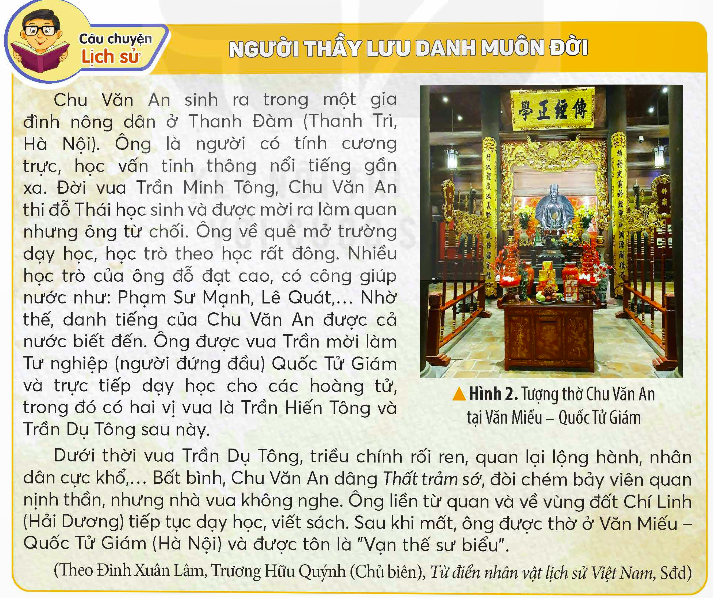 Câu chuyện
Lịch sử
NGƯỜI THẦY LƯU DANH MUÔN ĐỜI
Chu Văn An sinh ra trong một gia
đình nông dân ở Thanh Đàm (Thanh Trì,
Hà Nội). Ông là người có tính cương
trực, học vấn tinh thông nổi tiếng gần
xa. Đời vua Trần Minh Tông, Chu Văn An
thi đỗ Thái học sinh và được mời ra làm quan
nhưng ông từ chối. Ông về quê mở trường
dạy học, học trò theo học rất đông. Nhiều
học trò của ông đỗ đạt cao, có công giúp
nước như: Phạm Sư Mạnh, Lê Quát,... Nhờ
thế, danh tiếng của Chu Văn An được cả
nước biết đến. Ông được vua Trần mời làm
Tư nghiệp (người đứng đầu) Quốc Tử Giám
và trực tiếp dạy học cho các hoàng tử,
trong đó có hai vị vua là Trần Hiến Tông và
Trần Dụ Tông sau này.
學正經傳
Hình 2. Tượng thờ Chu Văn An
tại Văn Miếu – Quốc Tử Giám
Dưới thời vua Trần Dụ Tông, triều chính rối ren, quan lại lộng hành, nhân
dân cực khổ,... Bất bình, Chu Văn An dâng Thất trảm sớ, đòi chém bảy viên quan
nịnh thần, nhưng nhà vua không nghe. Ông liền từ quan và về vùng đất Chí Linh
(Hải Dương) tiếp tục dạy học, viết sách. Sau khi mất, ông được thờ ở Văn Miếu –
Quốc Tử Giám (Hà Nội) và được tôn là "Vạn thế sư biểu".
(Theo Đinh Xuân Lâm, Trương Hữu Quýnh (Chủ biên), Từ điển nhân vật lịch sử Việt Nam, Sđd)